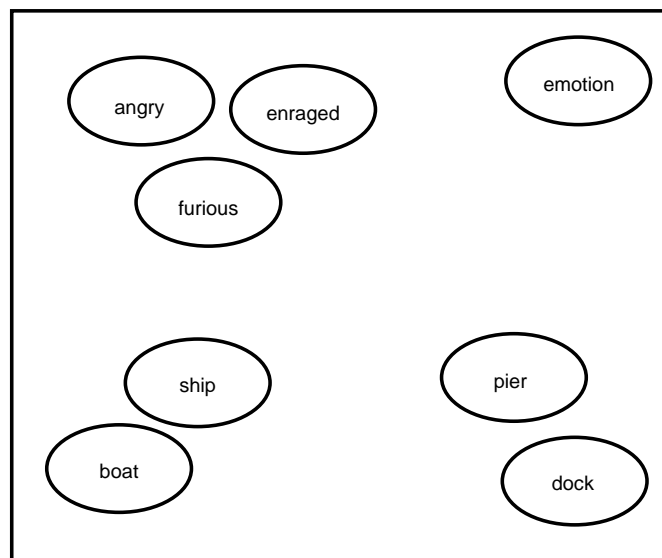 angry
enraged
emotion
furious
ship
pier
boat
dock